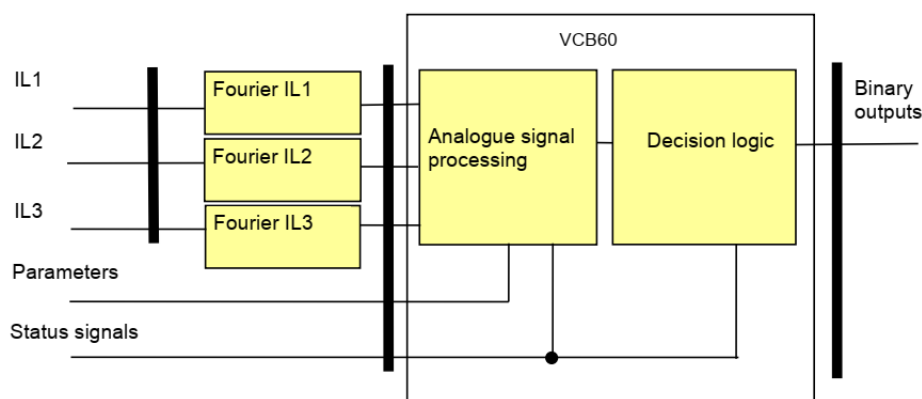 VCB60
IL1
Fourier IL1
IL2
Fourier IL2
IL3
Fourier IL3
Analogue signal
processing
Decision logic
Binary
outputs
Parameters
Status signals